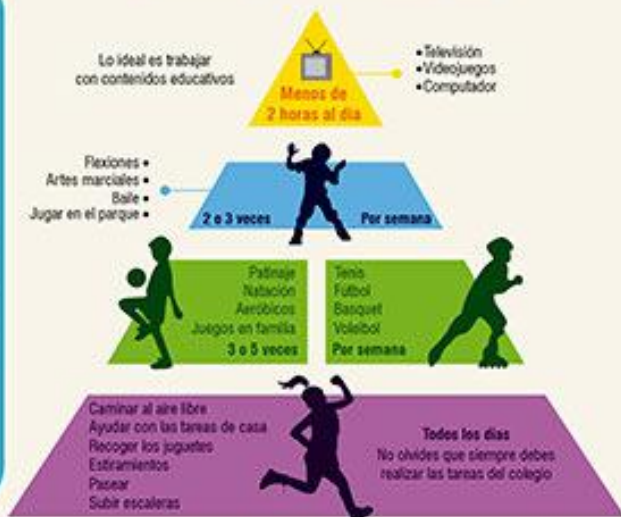 Lo ideal es trabajar
con contenidos educativos
Menos de
2 horas al día
•Televisión
•Videojuegos
•Computador
Flexiones •
Artes marciales •
Baile •
Jugar en el parque •
2 o 3 veces
Por semana
Patinaje
Natación
Aeróbicos
Juegos en familia
3 o 5 veces
Tenis
Fútbol
Basquet
Voleibol
Por semana
Caminar al aire libre
Ayudar con las tareas de casa
Recoger los juguetes
Estiramientos
Pasear
Subir escaleras
Todos los días
No olvides que siempre debes
realizar las tareas del colegio